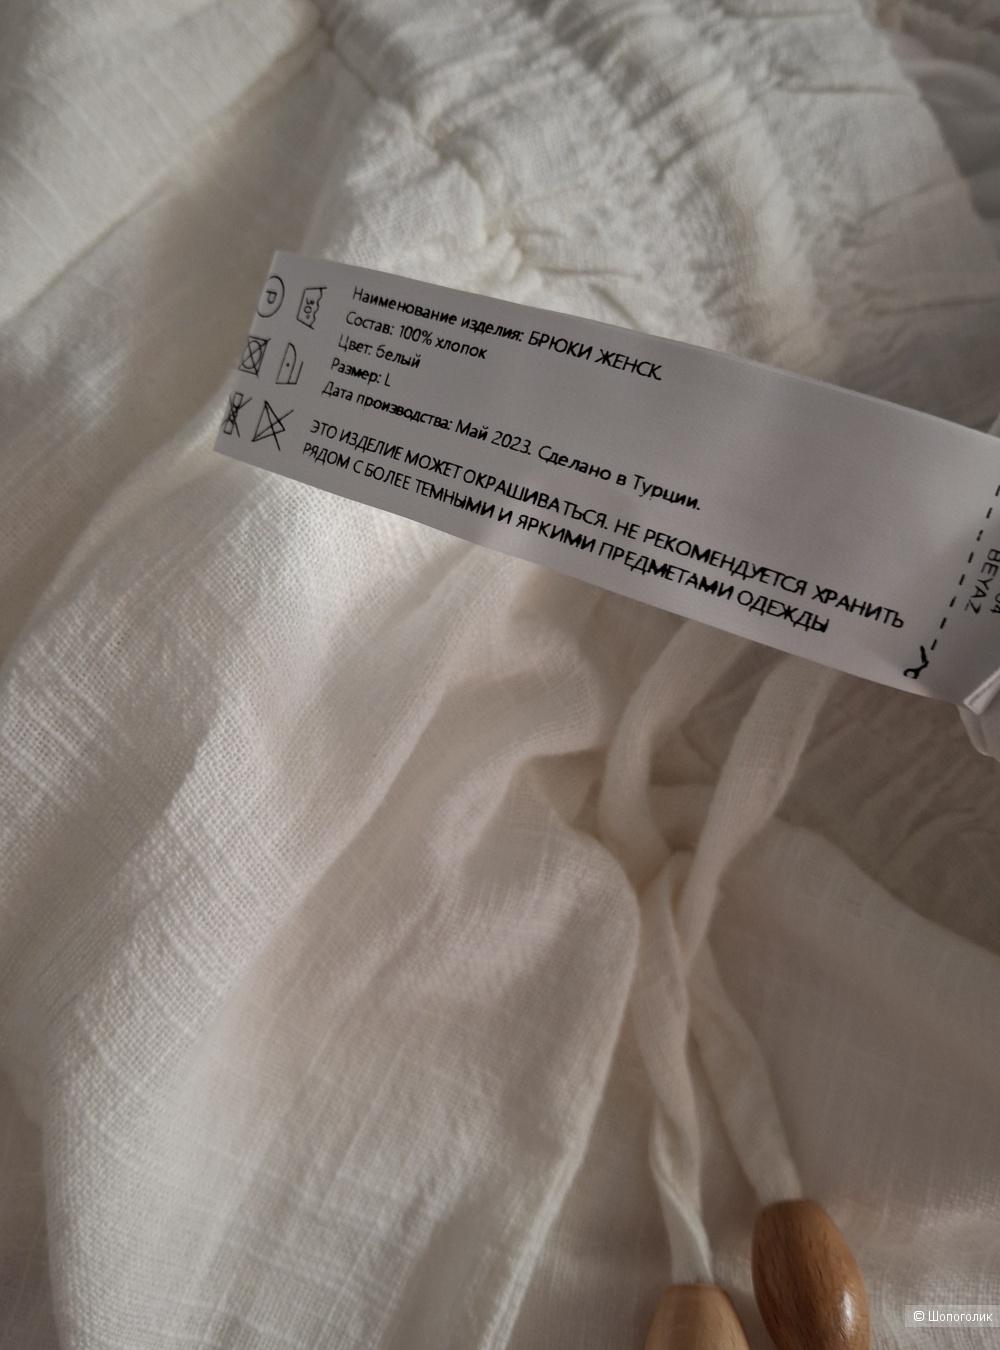 Наименование изделия: БРЮКИ ЖЕНСК.
Состав: 100% хлопок
Цвет: белый
Размер: L
Дата производства: Май 2023. Сделано в Турции.
ЭТО ИЗДЕЛИЕ МОЖЕТ ОКРАШИВАТЬСЯ. НЕ РЕКОМЕНДУЕТСЯ ХРАНИТЬ
РЯДОМ С БОЛЕЕ ТЕМНЫМИ И ЯРКИМИ ПРЕДМЕТАМИ ОДЕЖДЫ
P
30°
BEYAZ
© Шопоголик